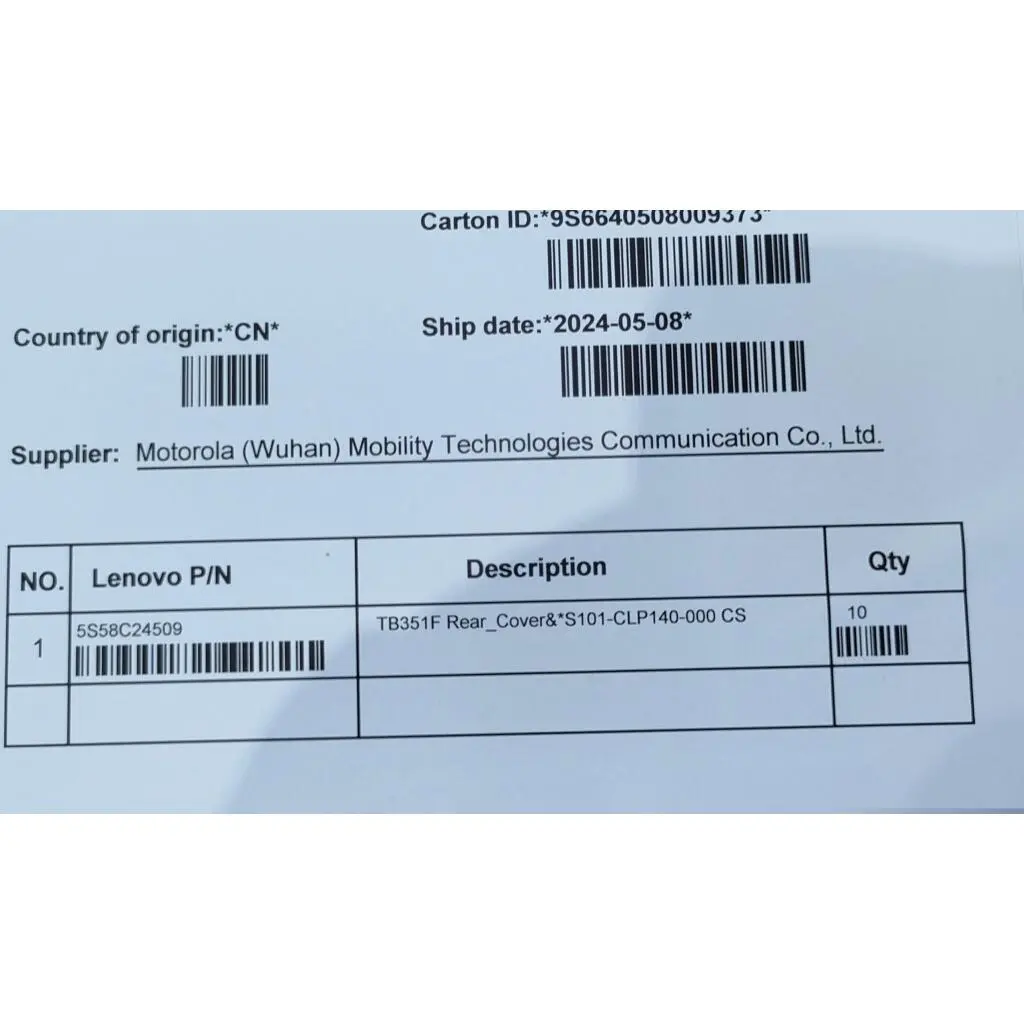 Carton ID:*9S6640508009373*
Country of origin:*CN*
Ship date:*2024-05-08*
Supplier: Motorola (Wuhan) Mobility Technologies Communication Co., Ltd.
NO. Lenovo P/N Description Qty
1 5S58C24509 TB351F Rear_Cover&*S101-CLP140-000 CS 10